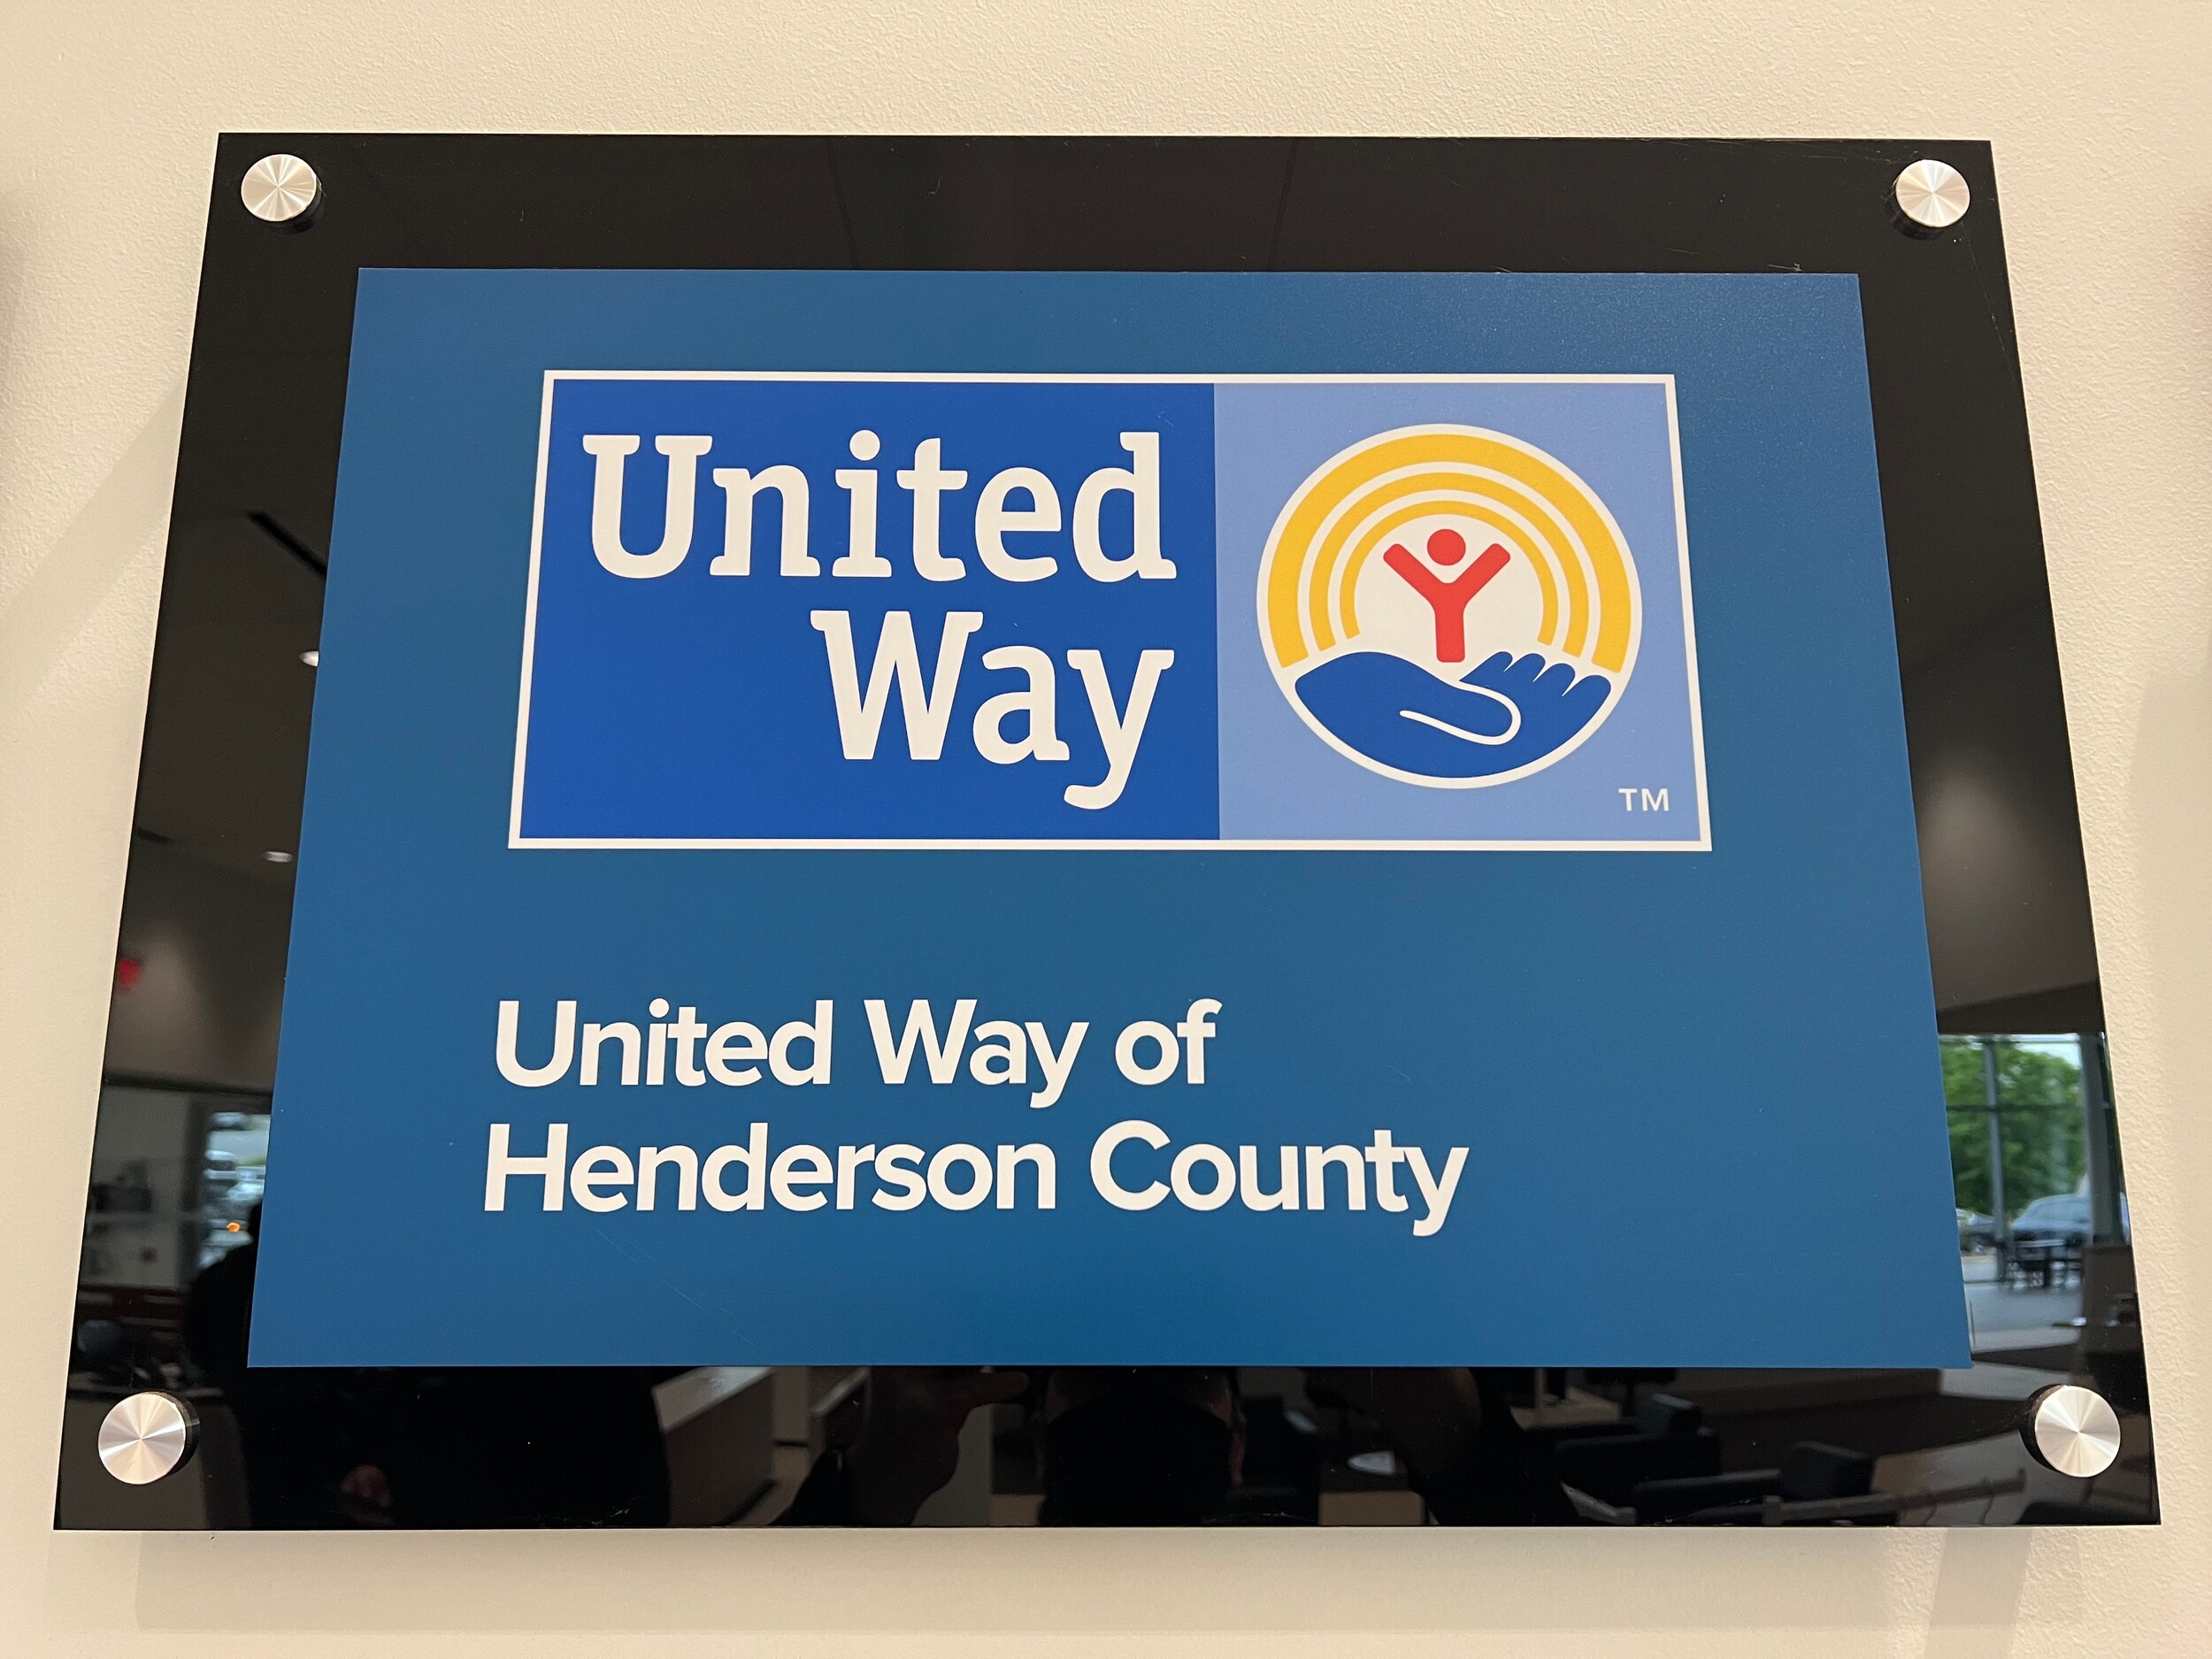 United
Way
TM
United Way of
Henderson County